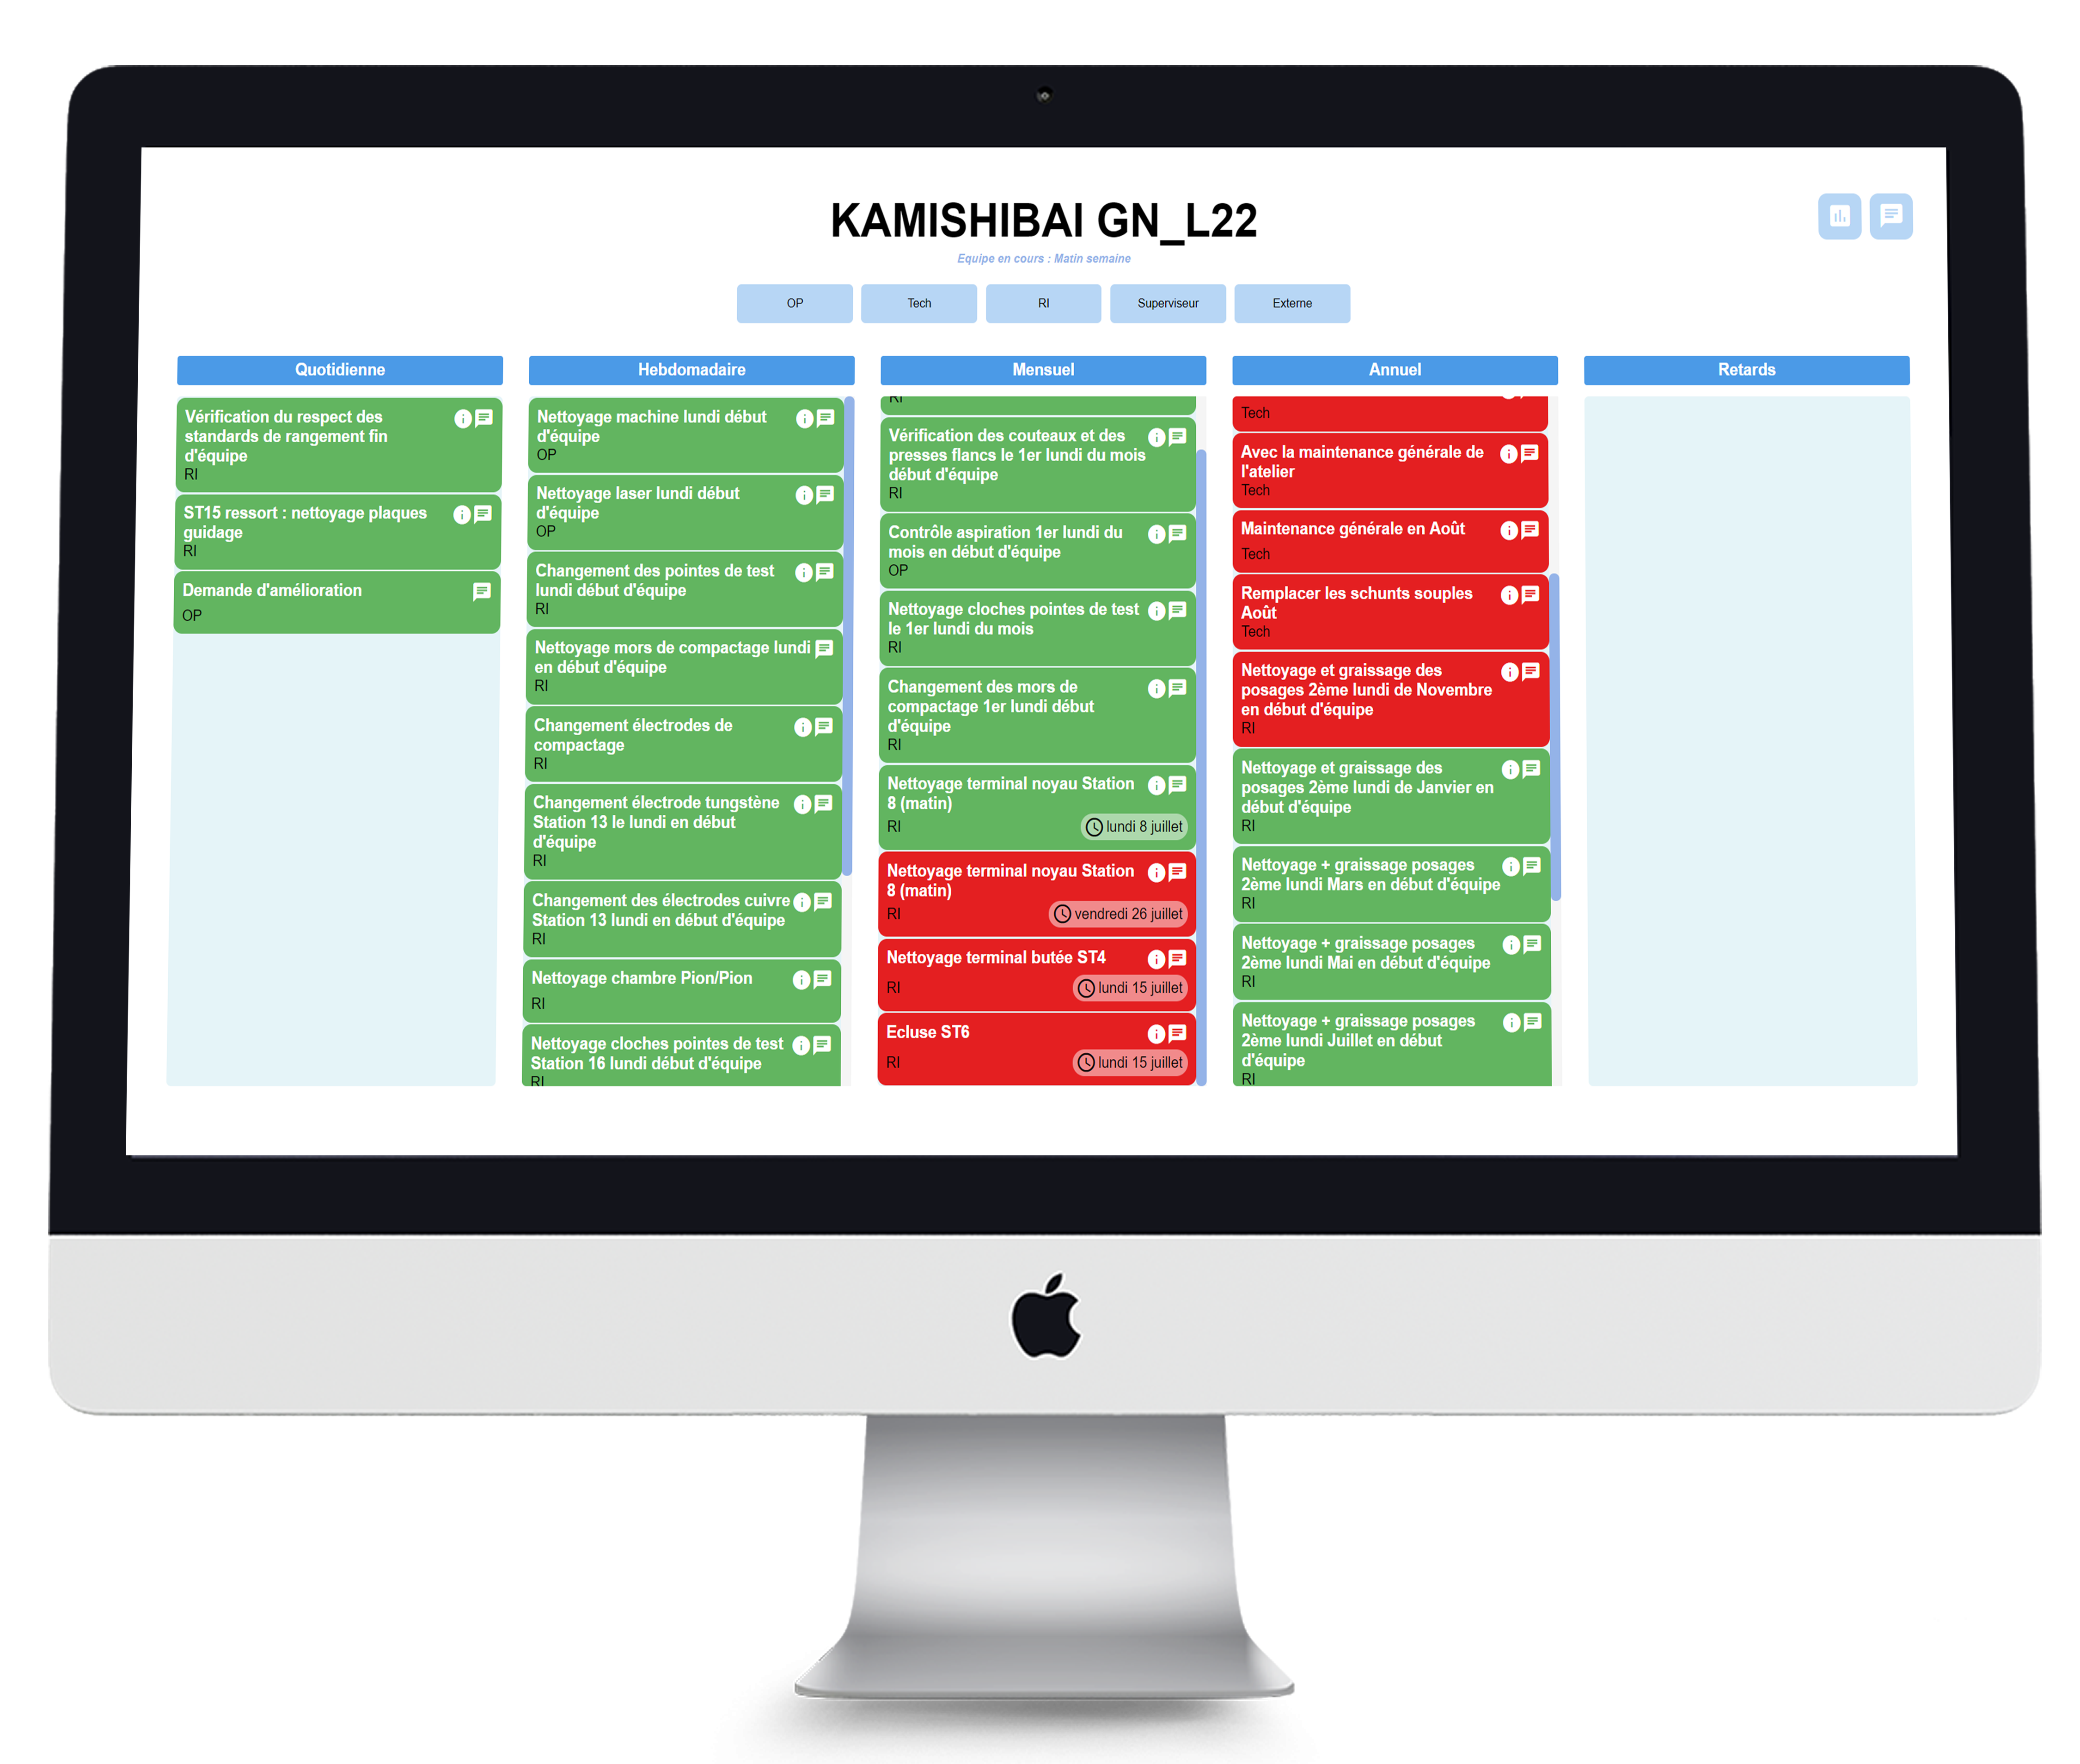 KAMISHIBAI GN_L22
Equipe en cours : Matin semaine
OP
Tech
RI
Superviseur
Externe
Quotidienne
Vérification du respect des
standards de rangement fin
d'équipe
RI
ST15 ressort : nettoyage plaques
guidage
RI
Demande d'amélioration
OP
Hebdomadaire
Nettoyage machine lundi début
d'équipe
OP
Nettoyage laser lundi début
d'équipe
OP
Changement des pointes de test
lundi début d'équipe
RI
Nettoyage mors de compactage lundi
en début d'équipe
RI
Changement électrodes de
compactage
RI
Changement électrode tungstène
Station 13 le lundi en début
d'équipe
RI
Changement des électrodes cuivre
Station 13 lundi en début d'équipe
RI
Nettoyage chambre Pion/Pion
RI
Nettoyage cloches pointes de test
Station 16 lundi début d'équipe
RI
Mensuel
RI
Vérification des couteaux et des
presses flancs le 1er lundi du mois
début d'équipe
RI
Contrôle aspiration 1er lundi du
mois en début d'équipe
OP
Nettoyage cloches pointes de test
le 1er lundi du mois
RI
Changement des mors de
compactage 1er lundi début
d'équipe
RI
Nettoyage terminal noyau Station
8 (matin)
RI
lundi 8 juillet
Nettoyage terminal noyau Station
8 (matin)
RI
vendredi 26 juillet
Nettoyage terminal butée ST4
RI
lundi 15 juillet
Ecluse ST6
RI
lundi 15 juillet
Annuel
Tech
Avec la maintenance générale de
l'atelier
Tech
Maintenance générale en Août
Tech
Remplacer les schunts souples
Août
Tech
Nettoyage et graissage des
posages 2ème lundi de Novembre
en début d'équipe
RI
Nettoyage et graissage des
posages 2ème lundi de Janvier en
début d'équipe
RI
Nettoyage + graissage posages
2ème lundi Mars en début d'équipe
RI
Nettoyage + graissage posages
2ème lundi Mai en début d'équipe
RI
Nettoyage + graissage posages
2ème lundi Juillet en début
d'équipe
RI
Retards